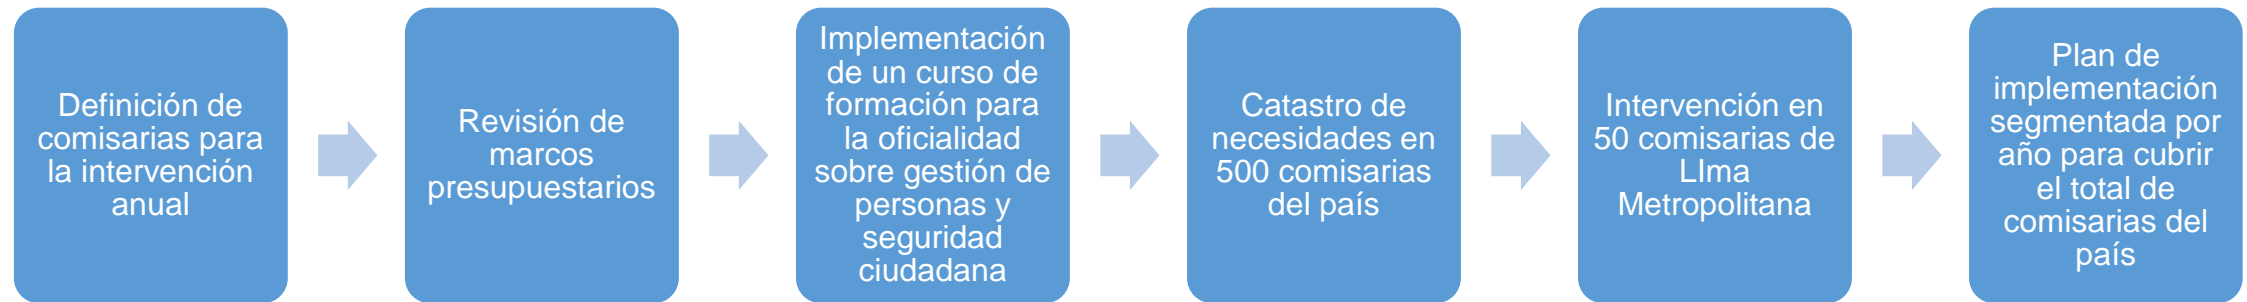 Definición de
comisarias para
la intervención
anual
Revisión de
marcos
presupuestarios
Implementación
de un curso de
formación para
la oficialidad
sobre gestión de
personas y
seguridad
ciudadana
Catastro de
necesidades en
500 comisarias
del país
Intervención en
50 comisarias de
LIma
Metropolitana
Plan de
implementación
segmentada por
año para cubrir
el total de
comisarias del
país